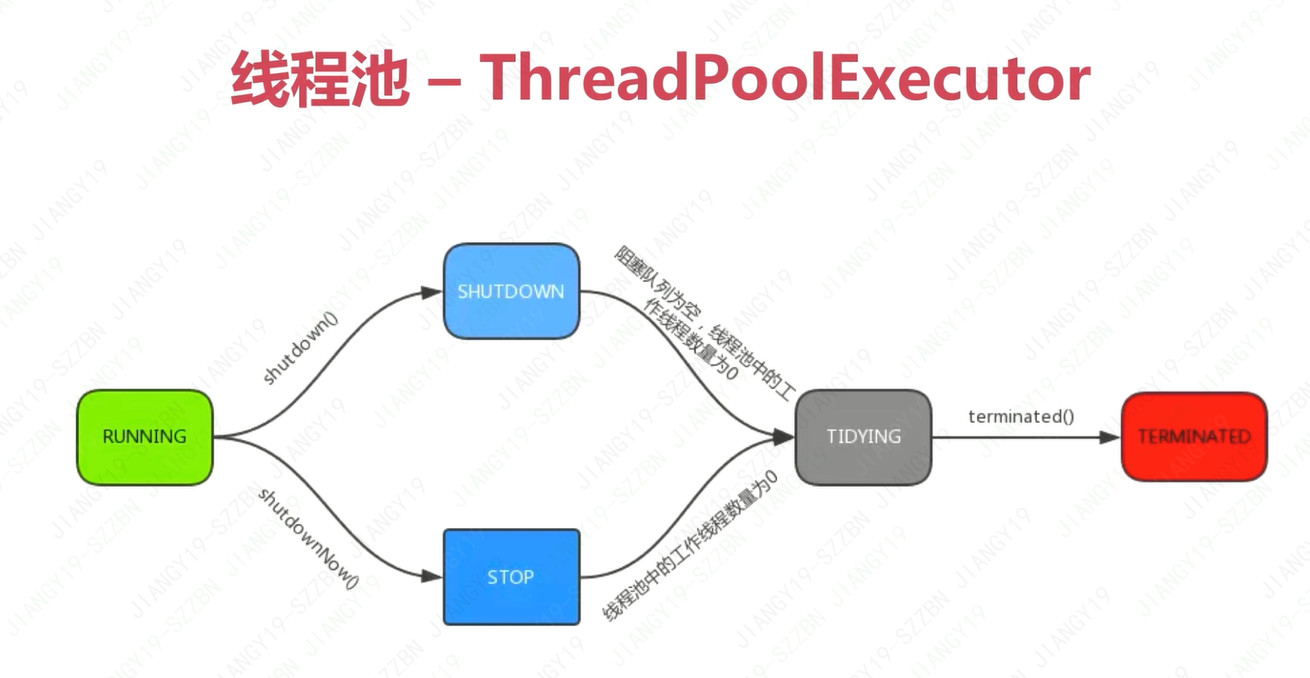 线程池 – ThreadPoolExecutor
SHUTDOWN
阻塞队列为空，线程池中的工
作线程数量为0
shutdown()
RUNNING
TIDYING
terminated()
TERMINATED
shutdownNow()
STOP
线程池中的工作线程数量为0
JIANGY19-SZZBN